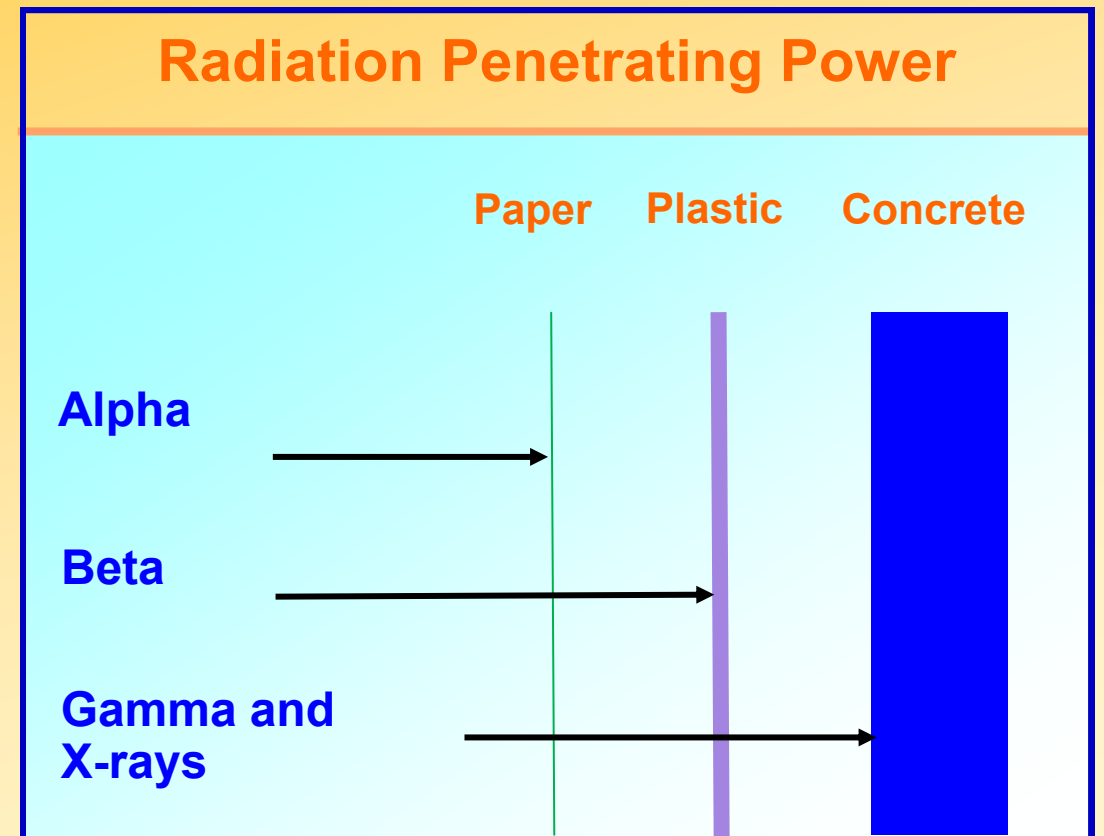 Radiation Penetrating Power
Paper Plastic Concrete
Alpha
Beta
Gamma and
X-rays